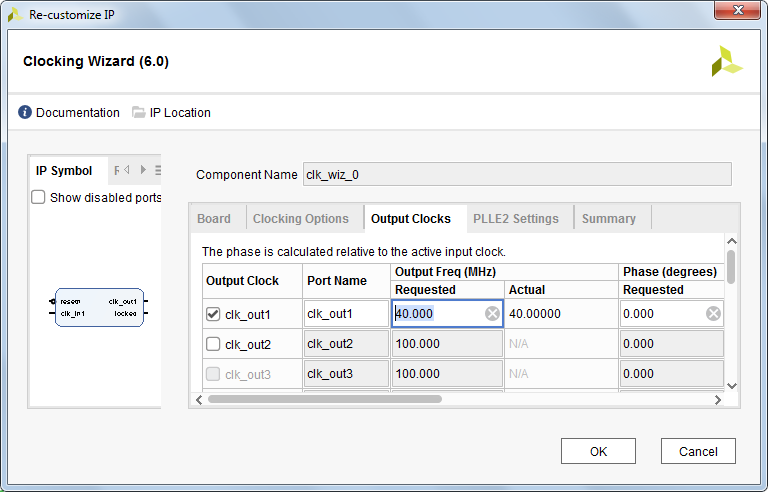 Re-customize IP
Clocking Wizard (6.0)
Documentation IP Location
IP Symbol
Show disabled ports
resetn clk_out1
clk_in1 locked
Component Name clk_wiz_0
Board Clocking Options Output Clocks PLLE2 Settings Summary
The phase is calculated relative to the active input clock.
Output Clock Port Name Output Freq (MHz) Phase (degrees)
Requested Actual Requested
clk_out1 clk_out1 40.000 40.00000 0.000
clk_out2 clk_out2 100.000 N/A 0.000
clk_out3 clk_out3 100.000 N/A 0.000
OK Cancel